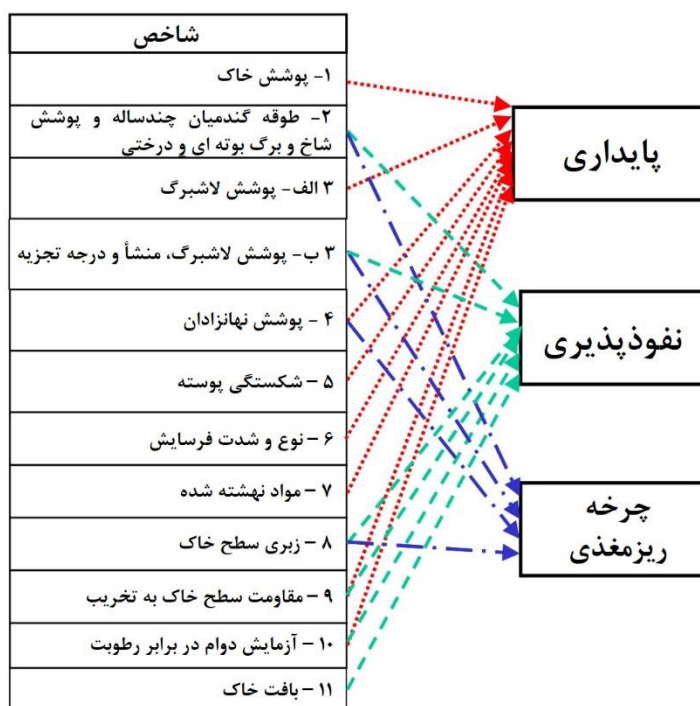 شاخص
۱- پوشش خاک
۲- طوقه گندمیان چندساله و پوشش
شاخ و برگ بوته ای و درختی
۳ الف- پوشش لاشبرگ
۳ ب- پوشش لاشبرگ، منشأ و درجه تجزیه
۴ - پوشش نهانزادان
۵ – شکستگی پوسته
۶ – نوع و شدت فرسایش
۷ – مواد نهشته شده
۸ – زبری سطح خاک
۹ – مقاومت سطح خاک به تخریب
۱۰ – آزمایش دوام در برابر رطوبت
۱۱ – بافت خاک
پایداری
نفوذپذیری
چرخه
ریزمغذی